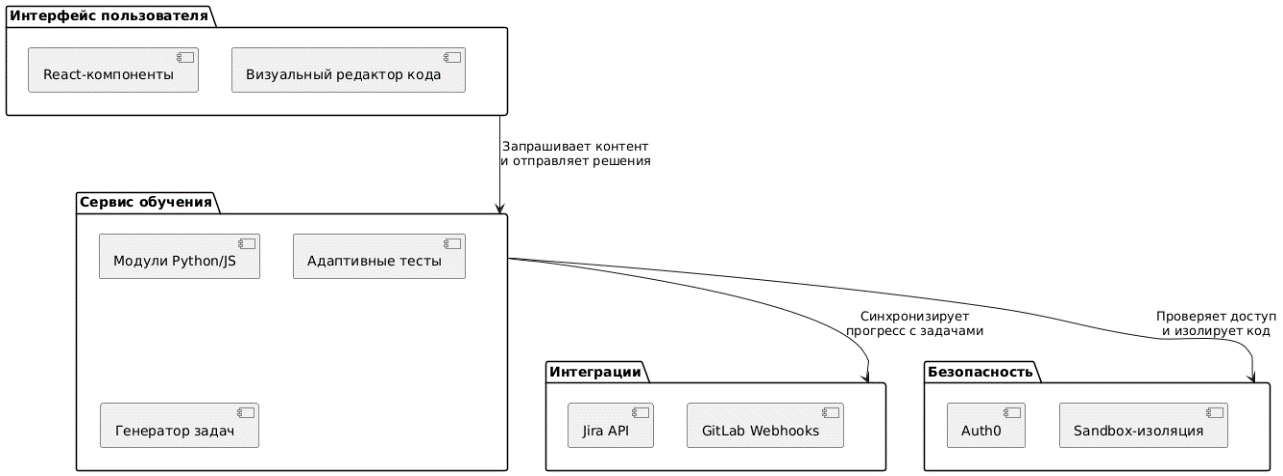 Интерфейс пользователя
React-компоненты
Визуальный редактор кода
Запрашивает контент
и отправляет решения
Сервис обучения
Модули Python/JS
Адаптивные тесты
Генератор задач
Синхронизирует
прогресс с задачами
Проверяет доступ
и изолирует код
Интеграции
Jira API
GitLab Webhooks
Безопасность
Auth0
Sandbox-изоляция